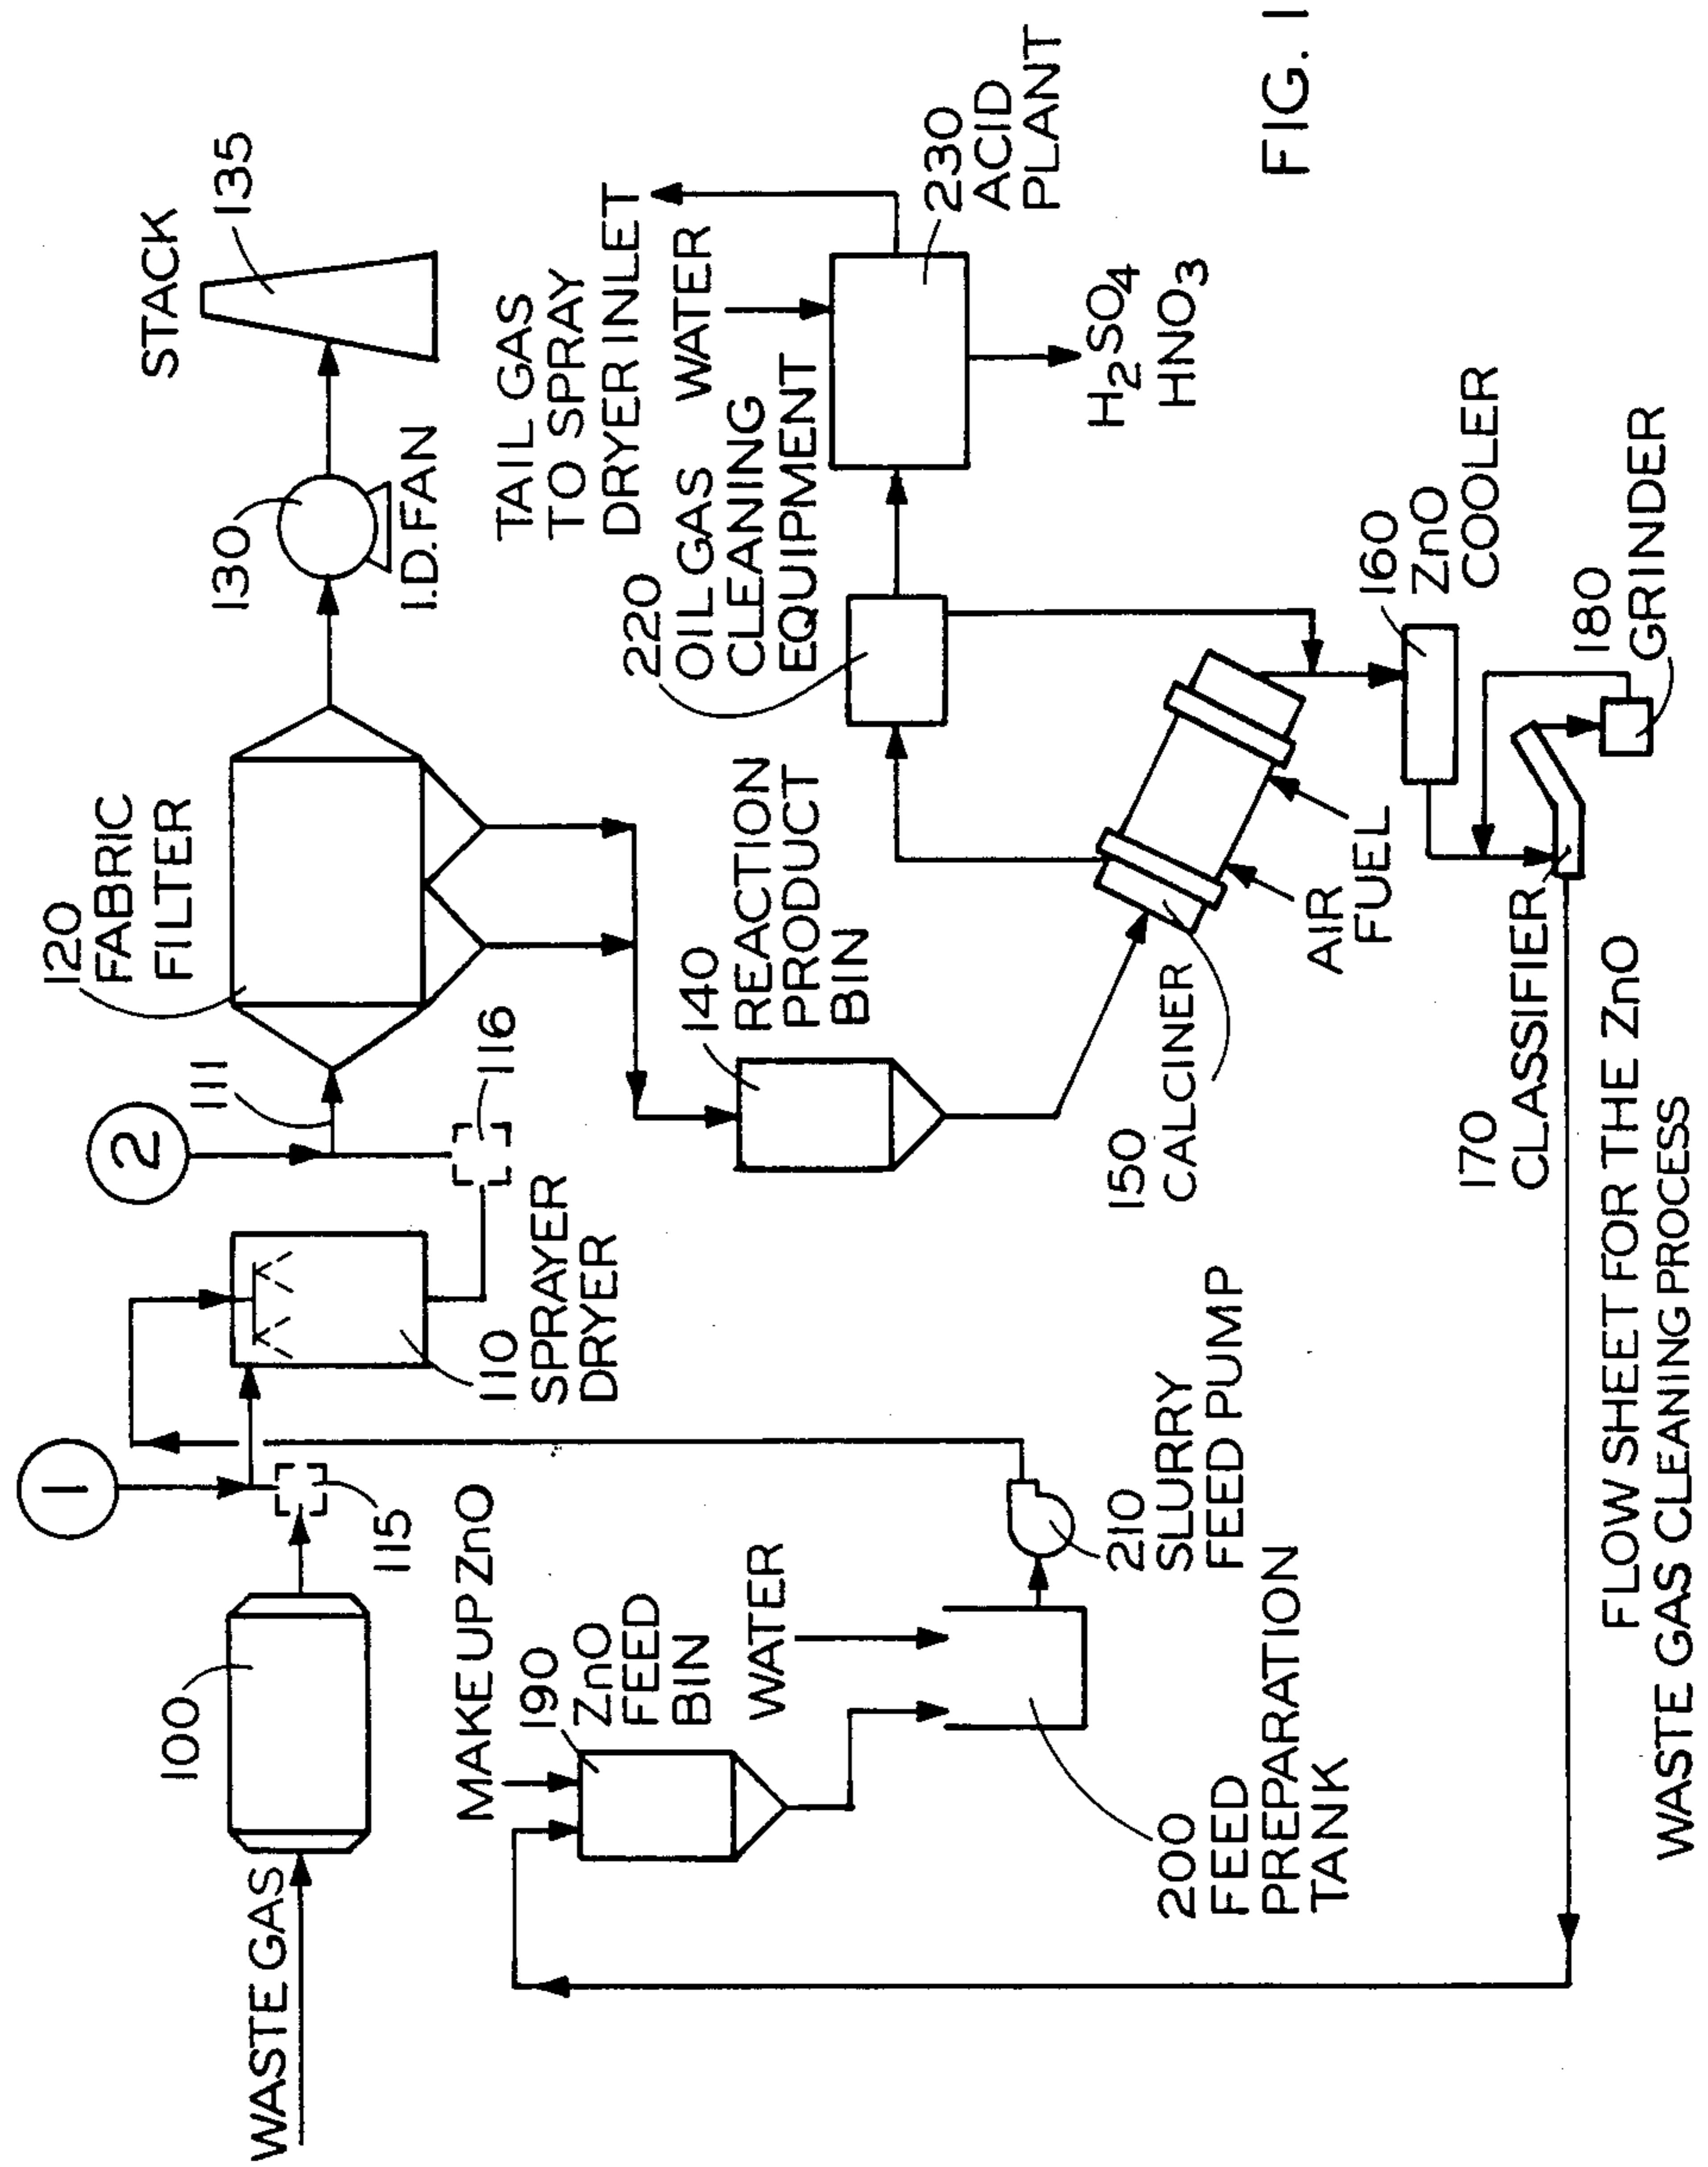 STACK
135
130
I.D. FAN
120
FABRIC
FILTER
111
2
116
1
115
110
SPRAYER
DRYER
100
WASTE GAS
TAIL GAS
TO SPRAY
DRYER INLET
WATER
220
OIL GAS
CLEANING
EQUIPMENT
230
ACID
PLANT
H2SO4
HNO3
140
REACTION
PRODUCT
BIN
150
CALCINER
AIR
FUEL
160
ZnO
COOLER
180
GRINDER
170
CLASSIFIER
MAKE UP ZnO
190
ZnO
FEED
BIN
WATER
210
SLURRY
FEED PUMP
200
FEED
PREPARATION
TANK
FLOW SHEET FOR THE ZnO
WASTE GAS CLEANING PROCESS
FIG. 1